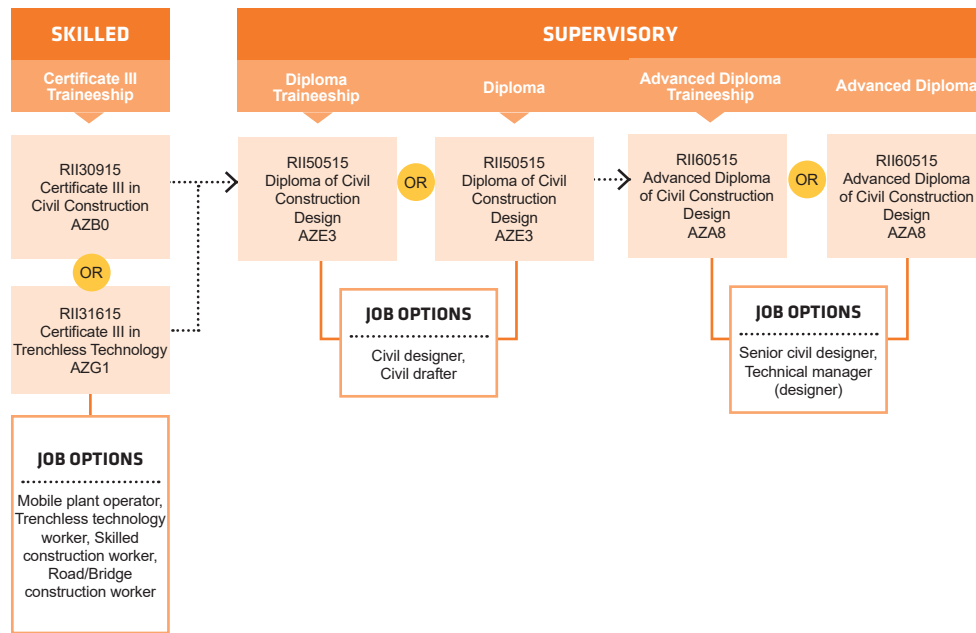 SKILLED
Certificate III
Traineeship
RII30915
Certificate III in
Civil Construction
AZB0
OR
RII31615
Certificate III in
Trenchless Technology
AZG1
JOB OPTIONS
Mobile plant operator,
Trenchless technology
worker, Skilled
construction worker,
Road/Bridge
construction worker
SUPERVISORY
Diploma
Traineeship
RII50515
Diploma of Civil
Construction
Design
AZE3
OR
Diploma
RII50515
Diploma of Civil
Construction
Design
AZE3
JOB OPTIONS
Civil designer,
Civil drafter
Advanced Diploma
Traineeship
RII60515
Advanced Diploma
of Civil Construction
Design
AZA8
OR
Advanced Diploma
RII60515
Advanced Diploma
of Civil Construction
Design
AZA8
JOB OPTIONS
Senior civil designer,
Technical manager
(designer)